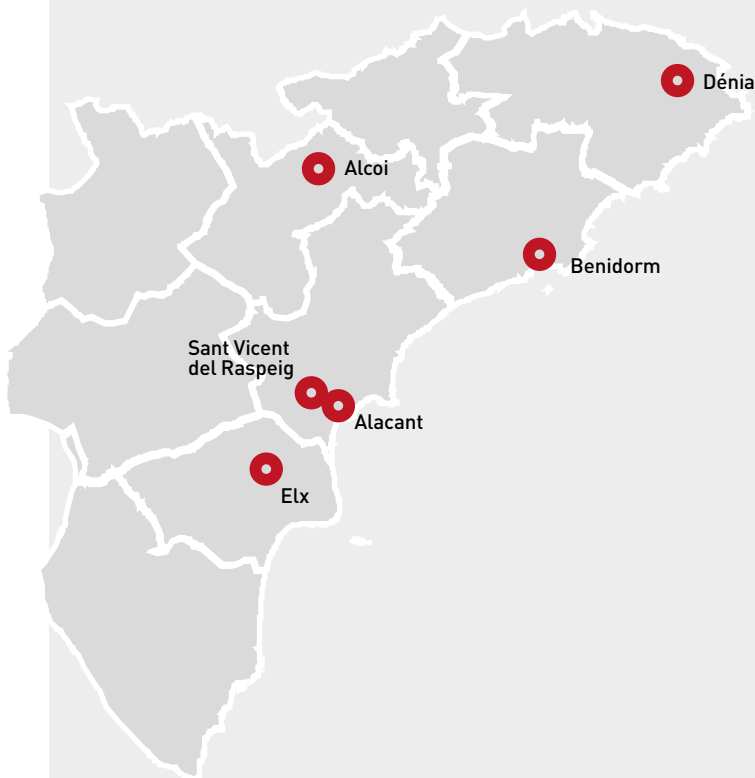 Dénia
Alcoi
Benidorm
Sant Vicent
del Raspeig
Alacant
Elx